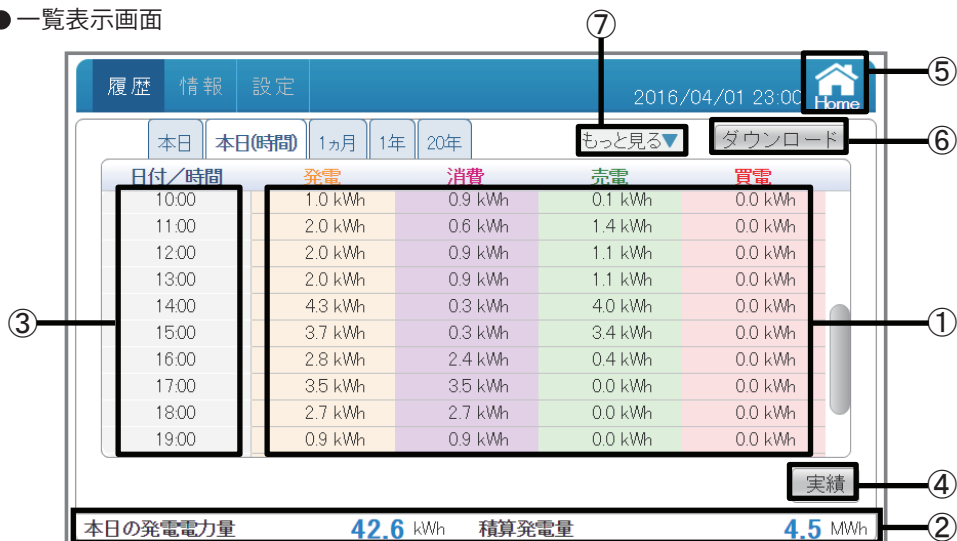 ●一覧表示画面
⑦
履歴 情報 設定 2016/04/01 23:00 Home ⑤
本日 本日(時間) 1ヵ月 1年 20年 もっと見る▼ ダウンロード ⑥
日付／時間 発電 消費 売電 買電
10:00 1.0 kWh 0.9 kWh 0.1 kWh 0.0 kWh
11:00 2.0 kWh 0.6 kWh 1.4 kWh 0.0 kWh
12:00 2.0 kWh 0.9 kWh 1.1 kWh 0.0 kWh
13:00 2.0 kWh 0.9 kWh 1.1 kWh 0.0 kWh
14:00 4.3 kWh 0.3 kWh 4.0 kWh 0.0 kWh
③ 15:00 3.7 kWh 0.3 kWh 3.4 kWh 0.0 kWh ①
16:00 2.8 kWh 2.4 kWh 0.4 kWh 0.0 kWh
17:00 3.5 kWh 3.5 kWh 0.0 kWh 0.0 kWh
18:00 2.7 kWh 2.7 kWh 0.0 kWh 0.0 kWh
19:00 0.9 kWh 0.9 kWh 0.0 kWh 0.0 kWh
実績 ④
本日の発電電力量 42.6 kWh 積算発電量 4.5 MWh ②